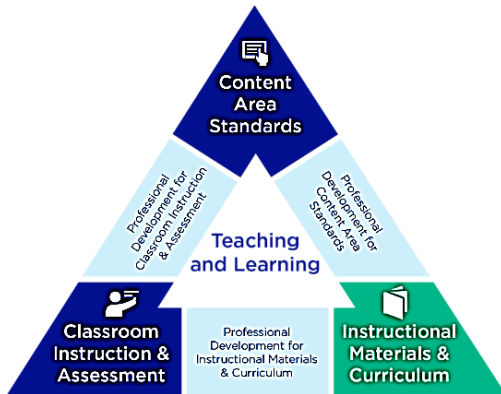 Content
Area
Standards
Professional
Development for
Classroom Instruction
& Assessment
Professional
Development for
Content Area
Standards
Teaching
and Learning
Classroom
Instruction &
Assessment
Professional
Development for
Instructional Materials
& Curriculum
Instructional
Materials &
Curriculum